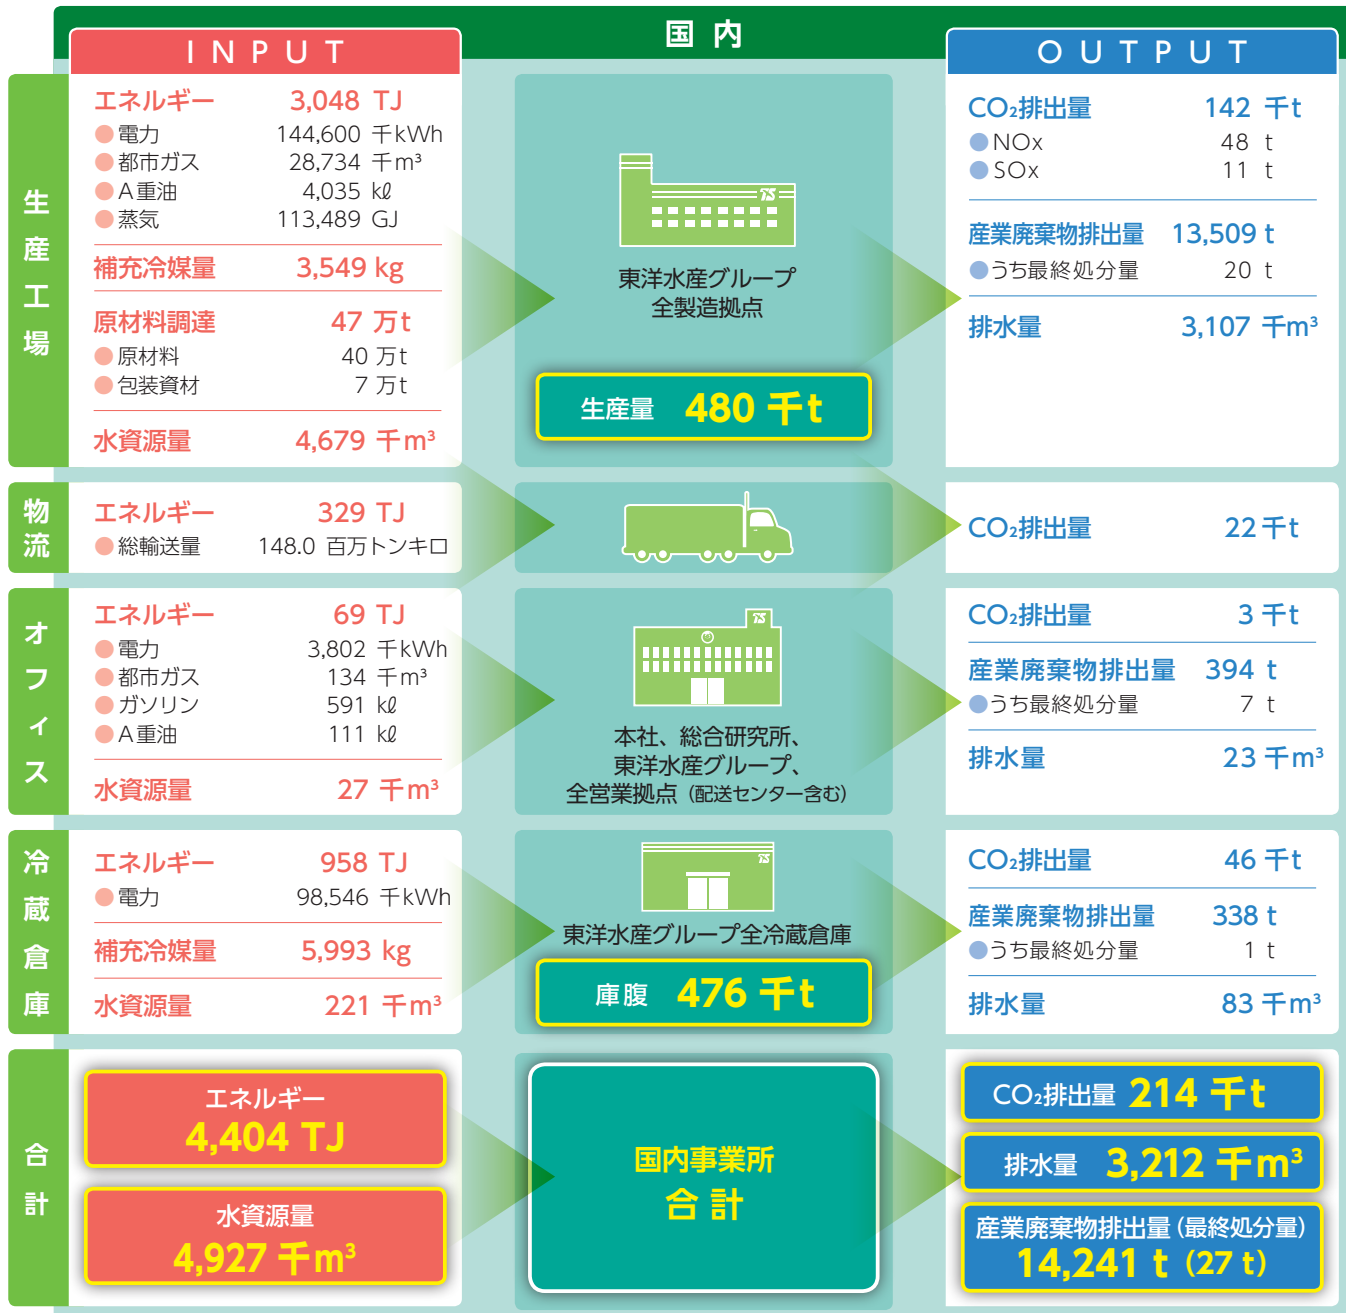 国内
INPUT
OUTPUT
生産工場
エネルギー 3,048 TJ
●電力 144,600 千kWh
●都市ガス 28,734 千m³
●A重油 4,035 kℓ
●蒸気 113,489 GJ
補充冷媒量 3,549 kg
原材料調達 47 万t
●原材料 40 万t
●包装資材 7 万t
水資源量 4,679 千m³
東洋水産グループ
全製造拠点
生産量 480 千t
CO₂排出量 142 千t
●NOx 48 t
●SOx 11 t
産業廃棄物排出量 13,509 t
●うち最終処分量 20 t
排水量 3,107 千m³
物流
エネルギー 329 TJ
●総輸送量 148.0 百万トンキロ
CO₂排出量 22 千t
オフィス
エネルギー 69 TJ
●電力 3,802 千kWh
●都市ガス 134 千m³
●ガソリン 591 kℓ
●A重油 111 kℓ
水資源量 27 千m³
本社、総合研究所、
東洋水産グループ、
全営業拠点（配送センター含む）
CO₂排出量 3 千t
産業廃棄物排出量 394 t
●うち最終処分量 7 t
排水量 23 千m³
冷蔵倉庫
エネルギー 958 TJ
●電力 98,546 千kWh
補充冷媒量 5,993 kg
水資源量 221 千m³
東洋水産グループ全冷蔵倉庫
庫腹 476 千t
CO₂排出量 46 千t
産業廃棄物排出量 338 t
●うち最終処分量 1 t
排水量 83 千m³
合計
エネルギー
4,404 TJ
水資源量
4,927 千m³
国内事業所
合計
CO₂排出量 214 千t
排水量 3,212 千m³
産業廃棄物排出量（最終処分量）
14,241 t（27 t）